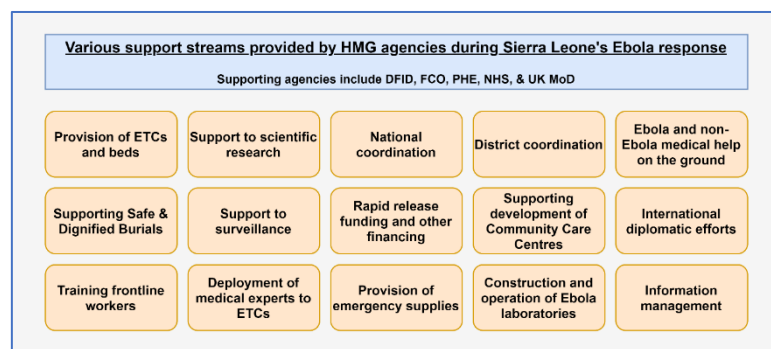 Various support streams provided by HMG agencies during Sierra Leone's Ebola response
Supporting agencies include DFID, FCO, PHE, NHS, & UK MoD
Provision of ETCs
and beds
Support to scientific
research
National
coordination
District coordination
Ebola and non-
Ebola medical help
on the ground
Supporting Safe &
Dignified Burials
Support to
surveillance
Rapid release
funding and other
financing
Supporting
development of
Community Care
Centres
International
diplomatic efforts
Training frontline
workers
Deployment of
medical experts to
ETCs
Provision of
emergency supplies
Construction and
operation of Ebola
laboratories
Information
management